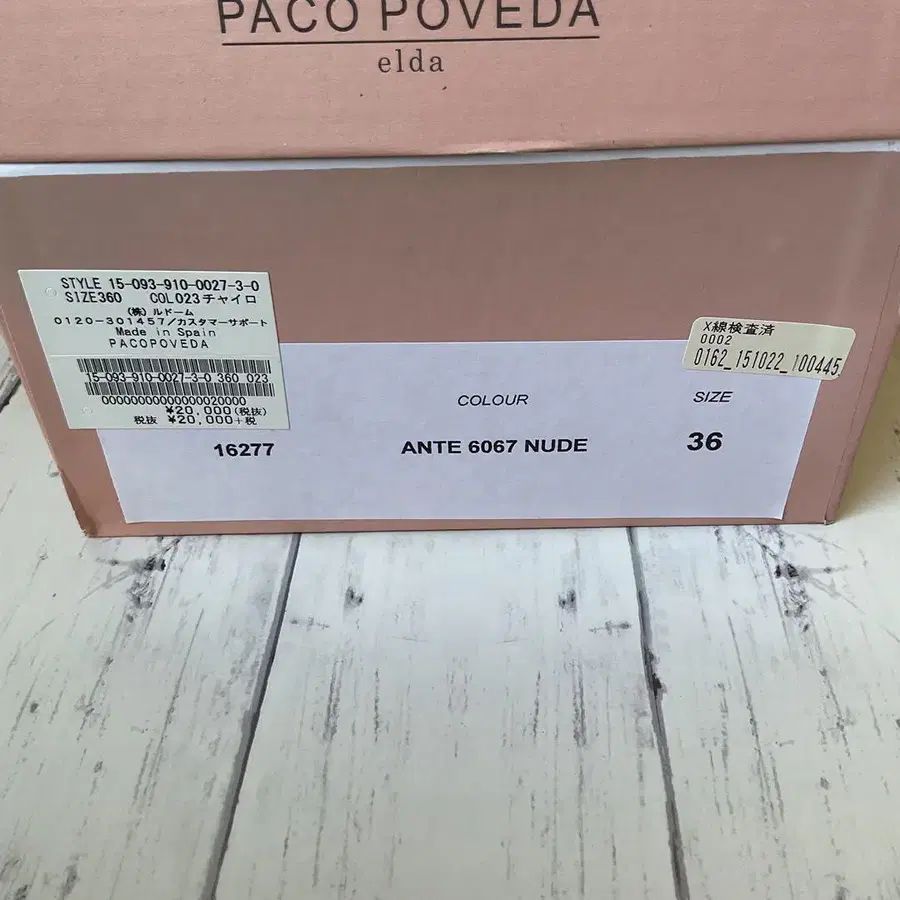 PACO POVEDA
elda
STYLE 15-093-910-0027-3-0
SIZE360 COL023チャイロ
(株)ルドーム
0120-301457/カスタマーサポート
Made in Spain
PACOPOVEDA
15-093-910-0027-3-0 360 023
00000000000000020000
¥20,000(税抜)
税抜 ¥20,000+税
X線検査済
0002
0162_151022_100445
COLOUR SIZE
16277 ANTE 6067 NUDE 36